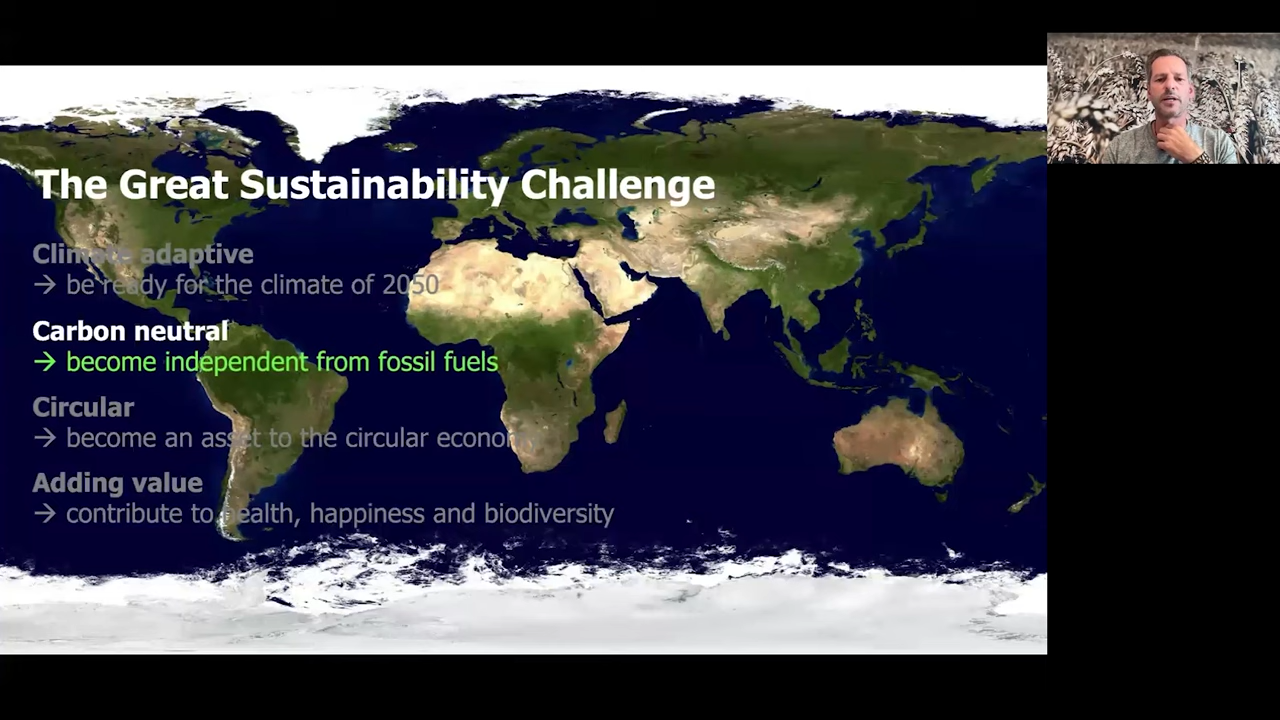 The Great Sustainability Challenge
Climate adaptive
→ be ready for the climate of 2050
Carbon neutral
→ become independent from fossil fuels
Circular
→ become an asset to the circular economy
Adding value
→ contribute to health, happiness and biodiversity